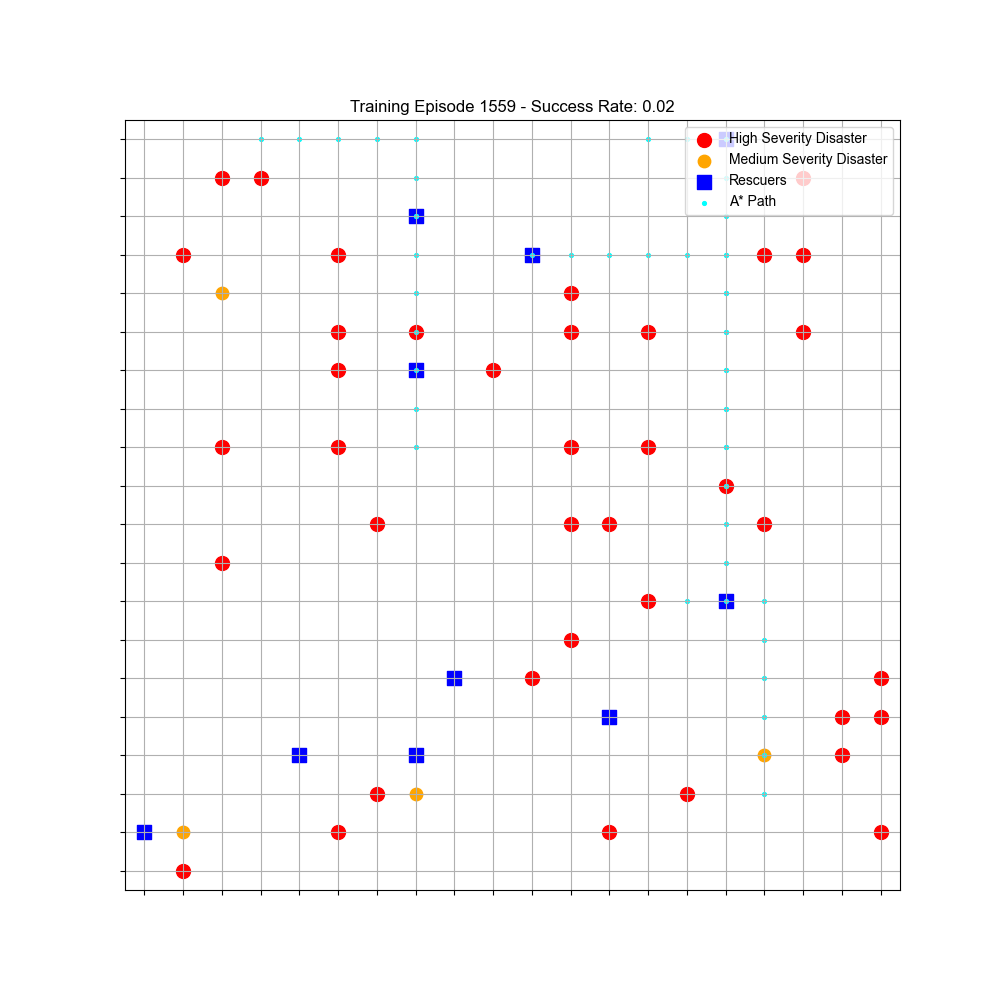 Training Episode 1559 - Success Rate: 0.02
High Severity Disaster
Medium Severity Disaster
Rescuers
A* Path